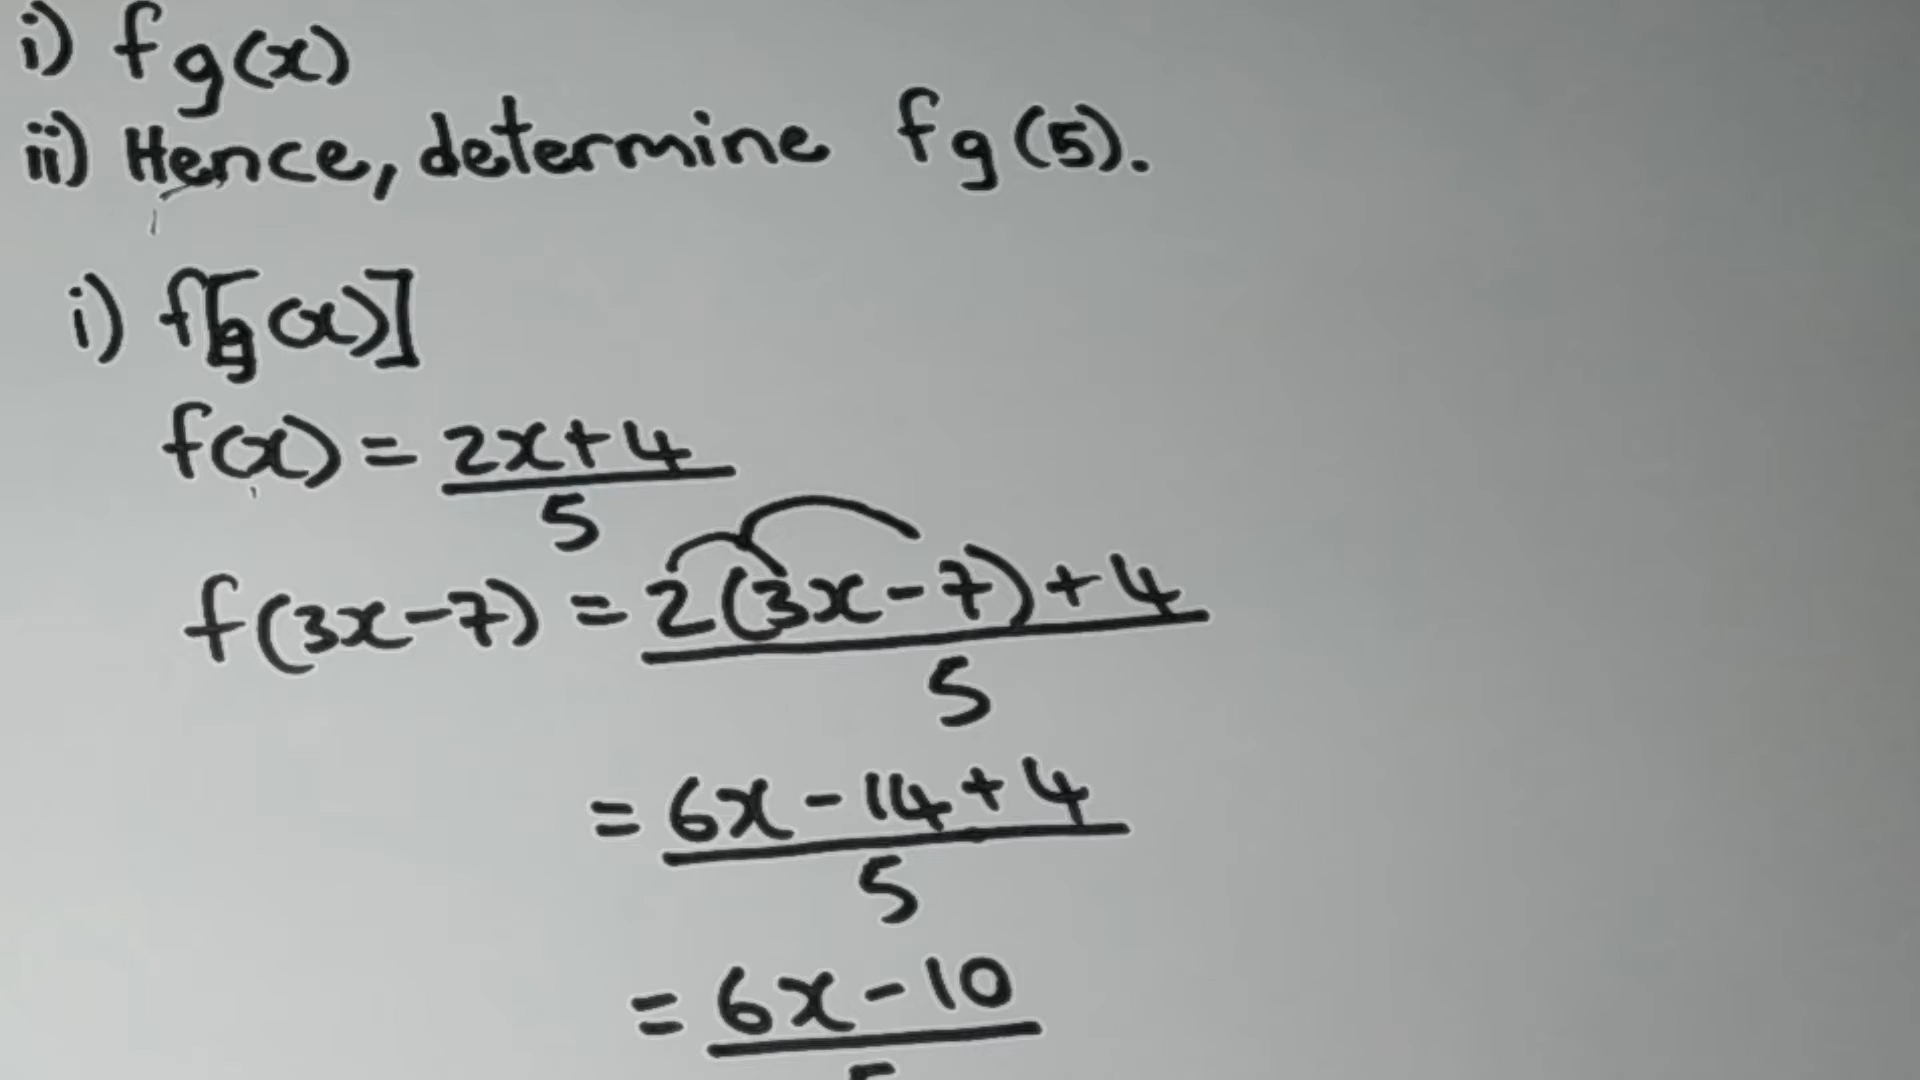 i) fg(x)
ii) Hence, determine fg(5).
i) f[g(x)]
f(x) = 2x+4
5
f(3x-7) = 2(3x-7)+4
5
= 6x-14+4
5
= 6x-10
5